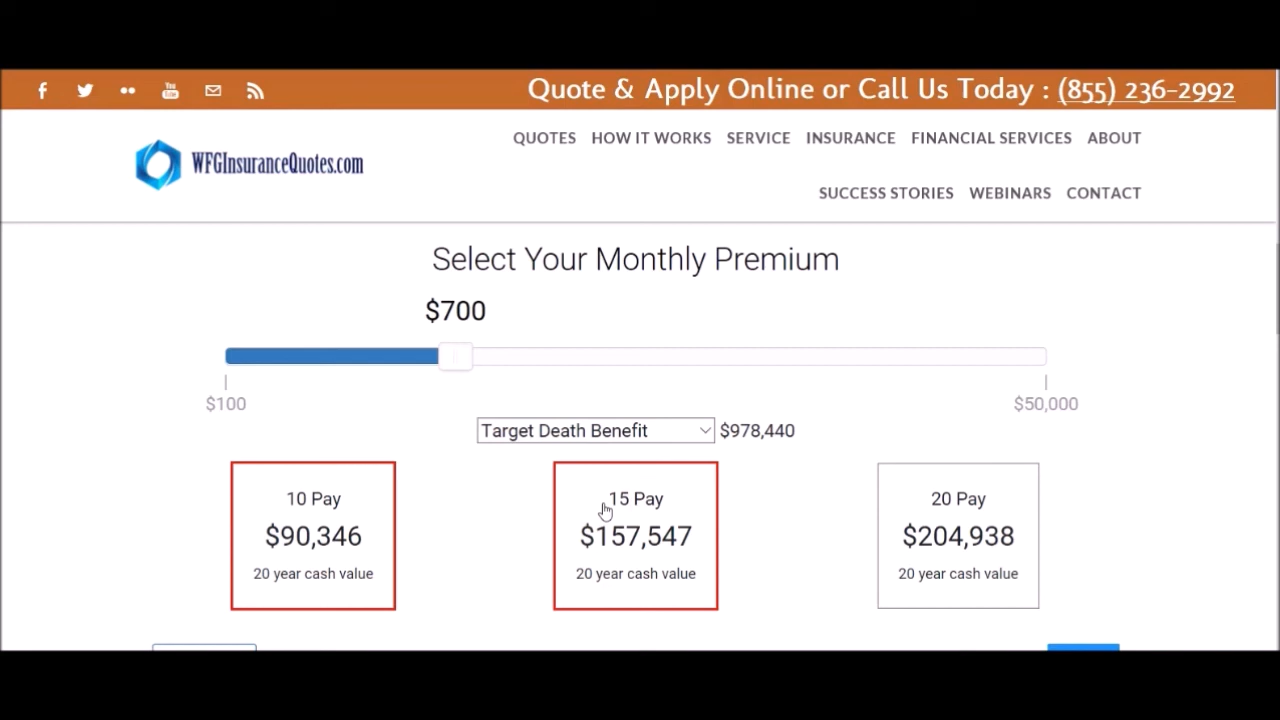 Quote & Apply Online or Call Us Today : (855) 236-2992
You Tube
WFGInsuranceQuotes.com
QUOTES HOW IT WORKS SERVICE INSURANCE FINANCIAL SERVICES ABOUT
SUCCESS STORIES WEBINARS CONTACT
Select Your Monthly Premium
$700
$100 $50,000
Target Death Benefit $978,440
10 Pay 15 Pay 20 Pay
$90,346 $157,547 $204,938
20 year cash value 20 year cash value 20 year cash value